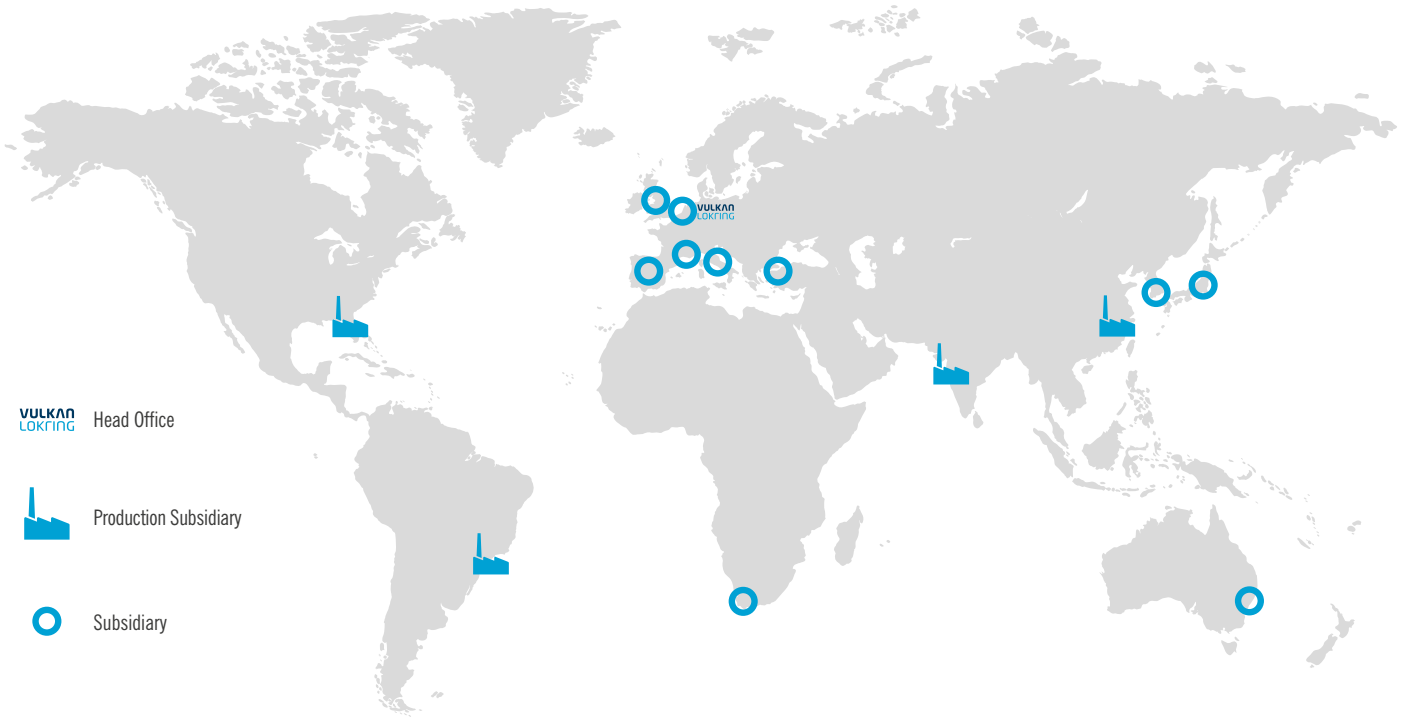 VULKAN
LOKRING
VULKAN
LOKRING
Head Office
Production Subsidiary
Subsidiary